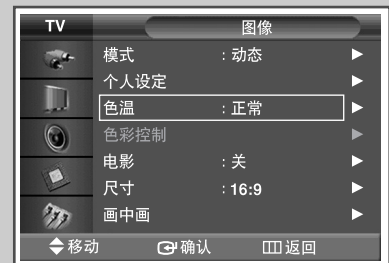 TV 图像
模式 : 动态
个人设定
色温 : 正常
色彩控制
电影 : 关
尺寸 : 16:9
画中画
移动 确认 返回